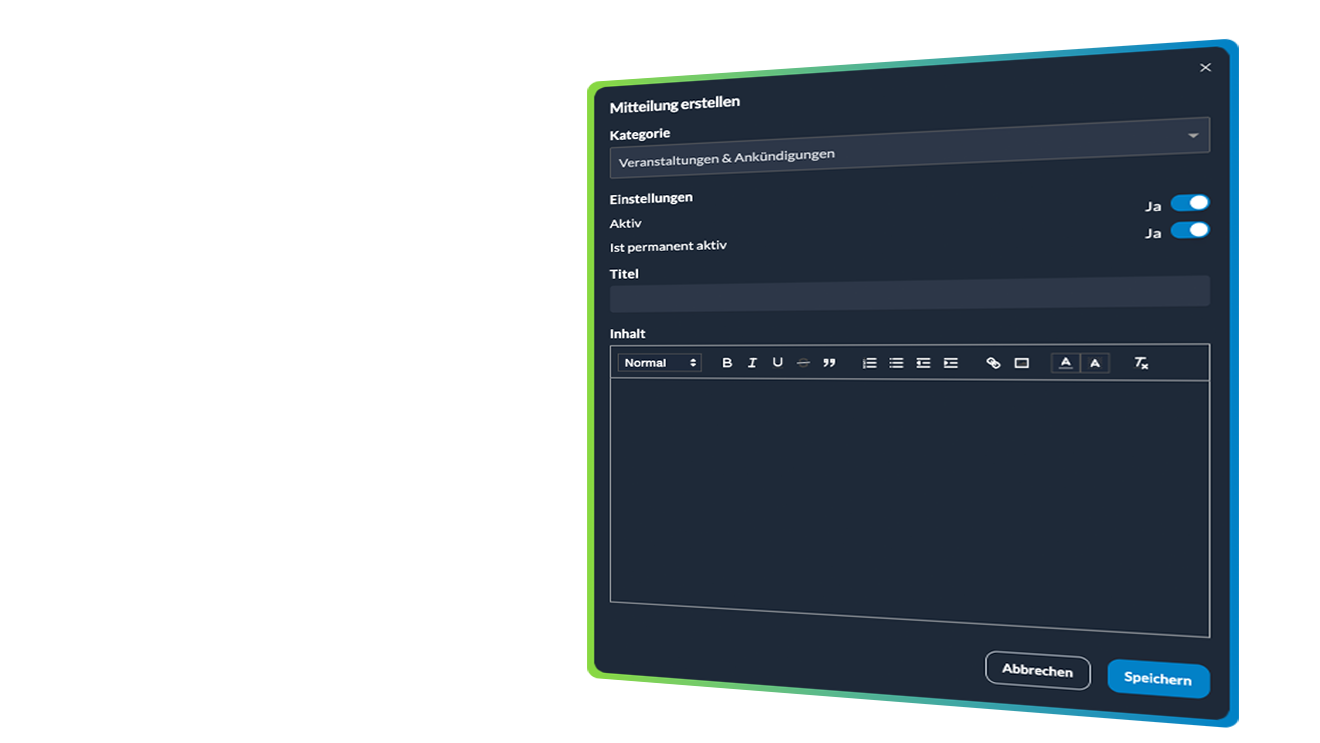 Mitteilung erstellen
Kategorie
Veranstaltungen & Ankündigungen
Einstellungen
Aktiv
Ja
Ist permanent aktiv
Ja
Titel
Inhalt
Normal
Abbrechen
Speichern